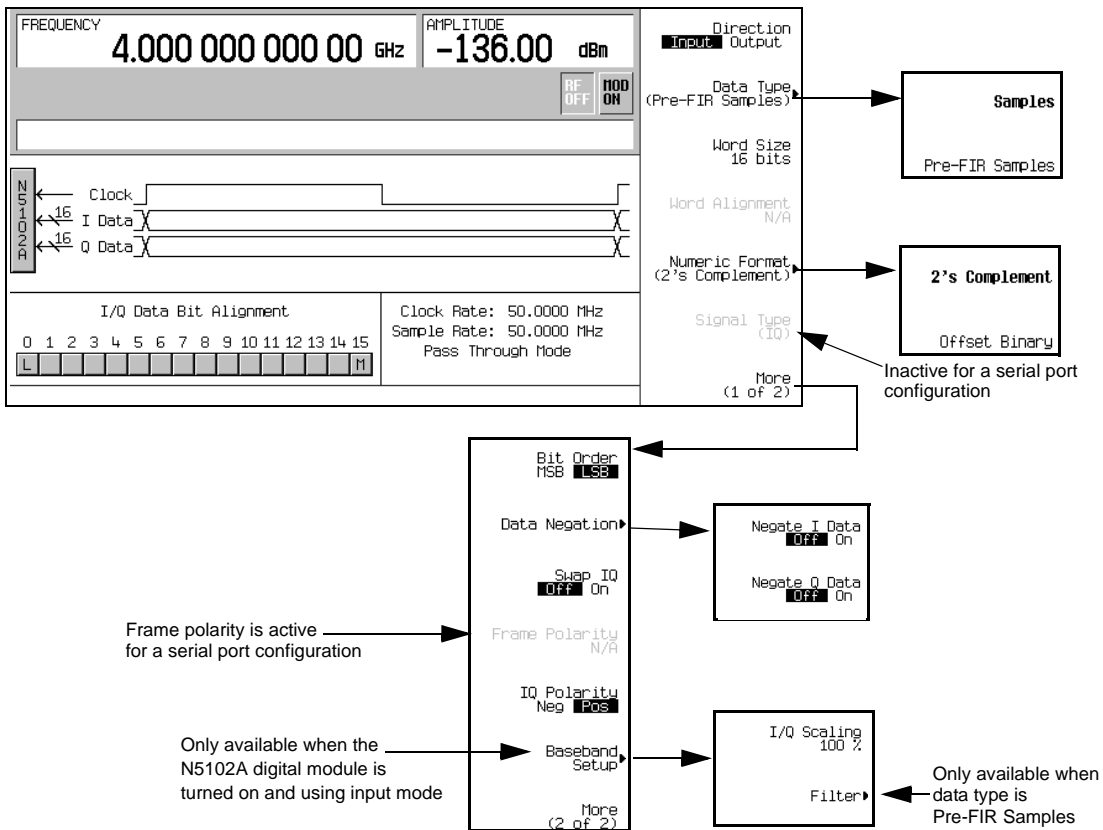 FREQUENCY
4.000 000 000 00 GHz
AMPLITUDE
-136.00 dBm
RF
OFF
MOD
ON
N5102A
Clock
16 I Data
16 Q Data
I/Q Data Bit Alignment
0 1 2 3 4 5 6 7 8 9 10 11 12 13 14 15
L M
Clock Rate: 50.0000 MHz
Sample Rate: 50.0000 MHz
Pass Through Mode
Direction
Input Output
Data Type
(Pre-FIR Samples)
Word Size
16 bits
Word Alignment
N/A
Numeric Format
(2's Complement)
Signal Type
(IQ)
More
(1 of 2)
Samples
Pre-FIR Samples
2's Complement
Offset Binary
Inactive for a serial port
configuration
Bit Order
MSB LSB
Data Negation
Swap IQ
Off On
Frame Polarity
N/A
IQ Polarity
Neg Pos
Baseband
Setup
More
(2 of 2)
Negate I Data
Off On
Negate Q Data
Off On
Frame polarity is active
for a serial port configuration
Only available when the
N5102A digital module is
turned on and using input mode
I/Q Scaling
100 %
Filter
Only available when
data type is
Pre-FIR Samples